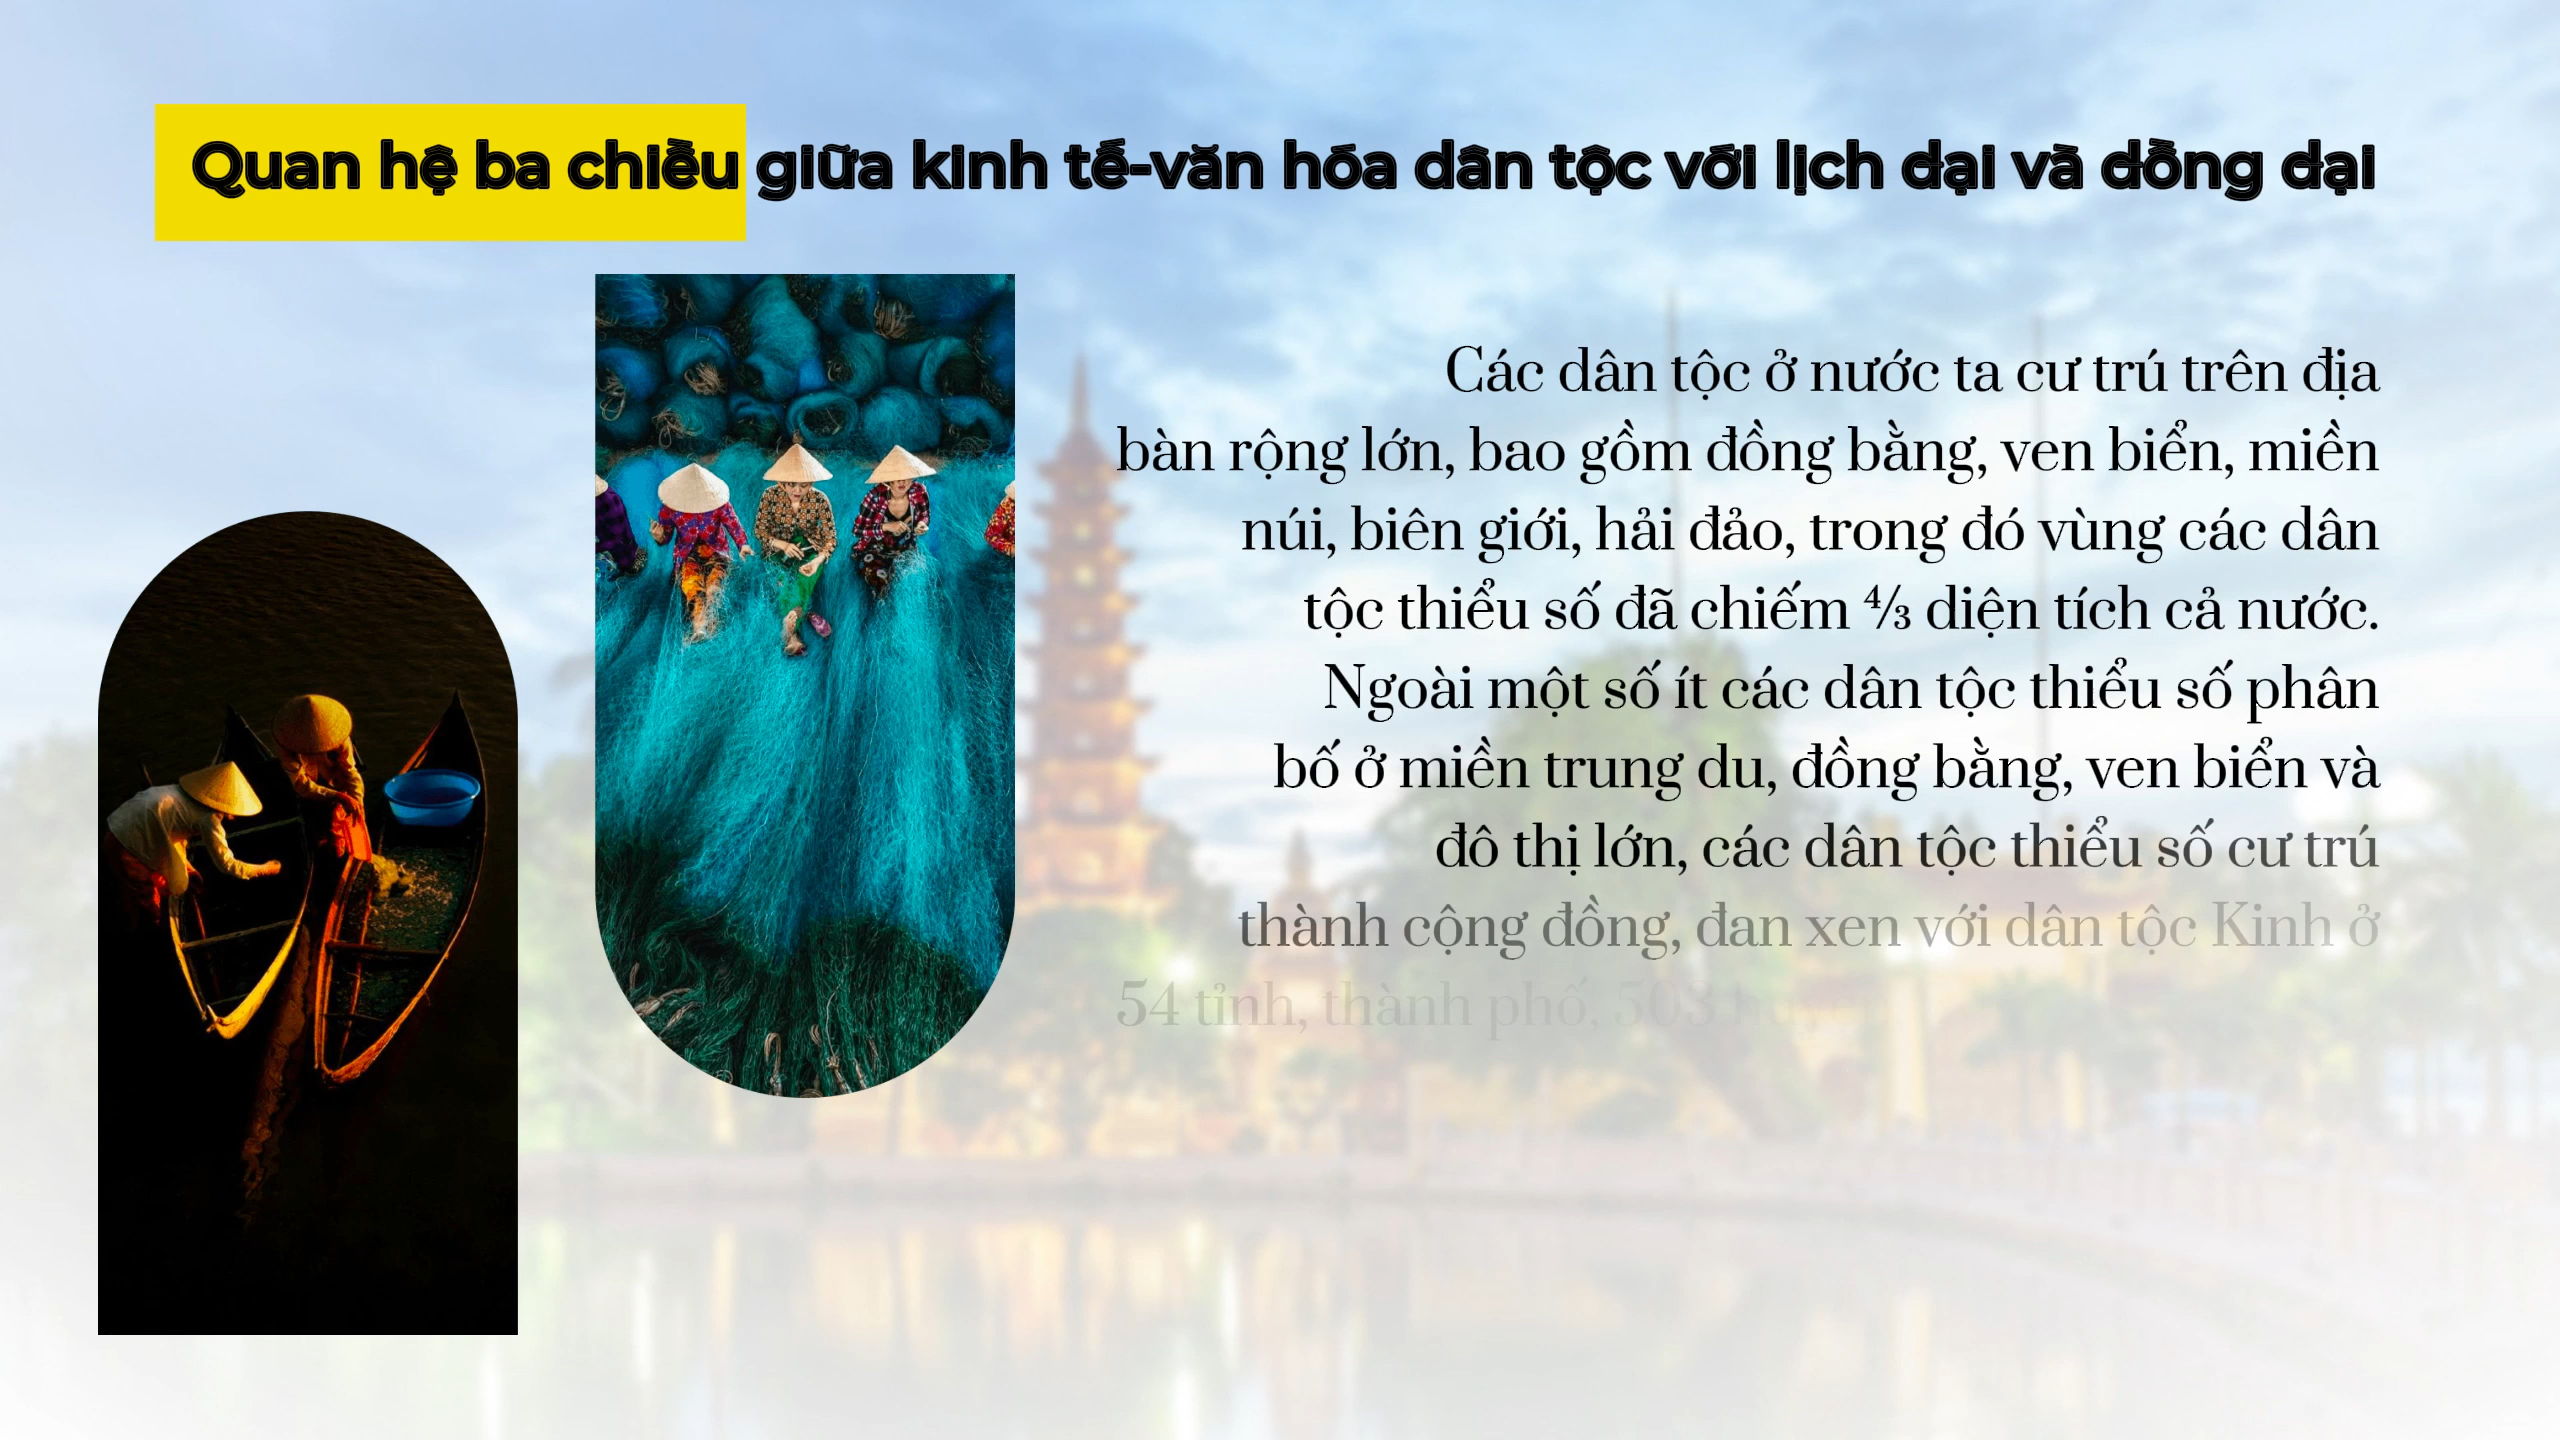 Quan hệ ba chiều giữa kinh tế-văn hóa dân tộc với lịch đại và đồng đại
Các dân tộc ở nước ta cư trú trên địa
bàn rộng lớn, bao gồm đồng bằng, ven biển, miền
núi, biên giới, hải đảo, trong đó vùng các dân
tộc thiểu số đã chiếm ⁴⁄₃ diện tích cả nước.
Ngoài một số ít các dân tộc thiểu số phân
bố ở miền trung du, đồng bằng, ven biển và
đô thị lớn, các dân tộc thiểu số cư trú
thành cộng đồng, đan xen với dân tộc Kinh ở
54 tỉnh, thành phố, 503